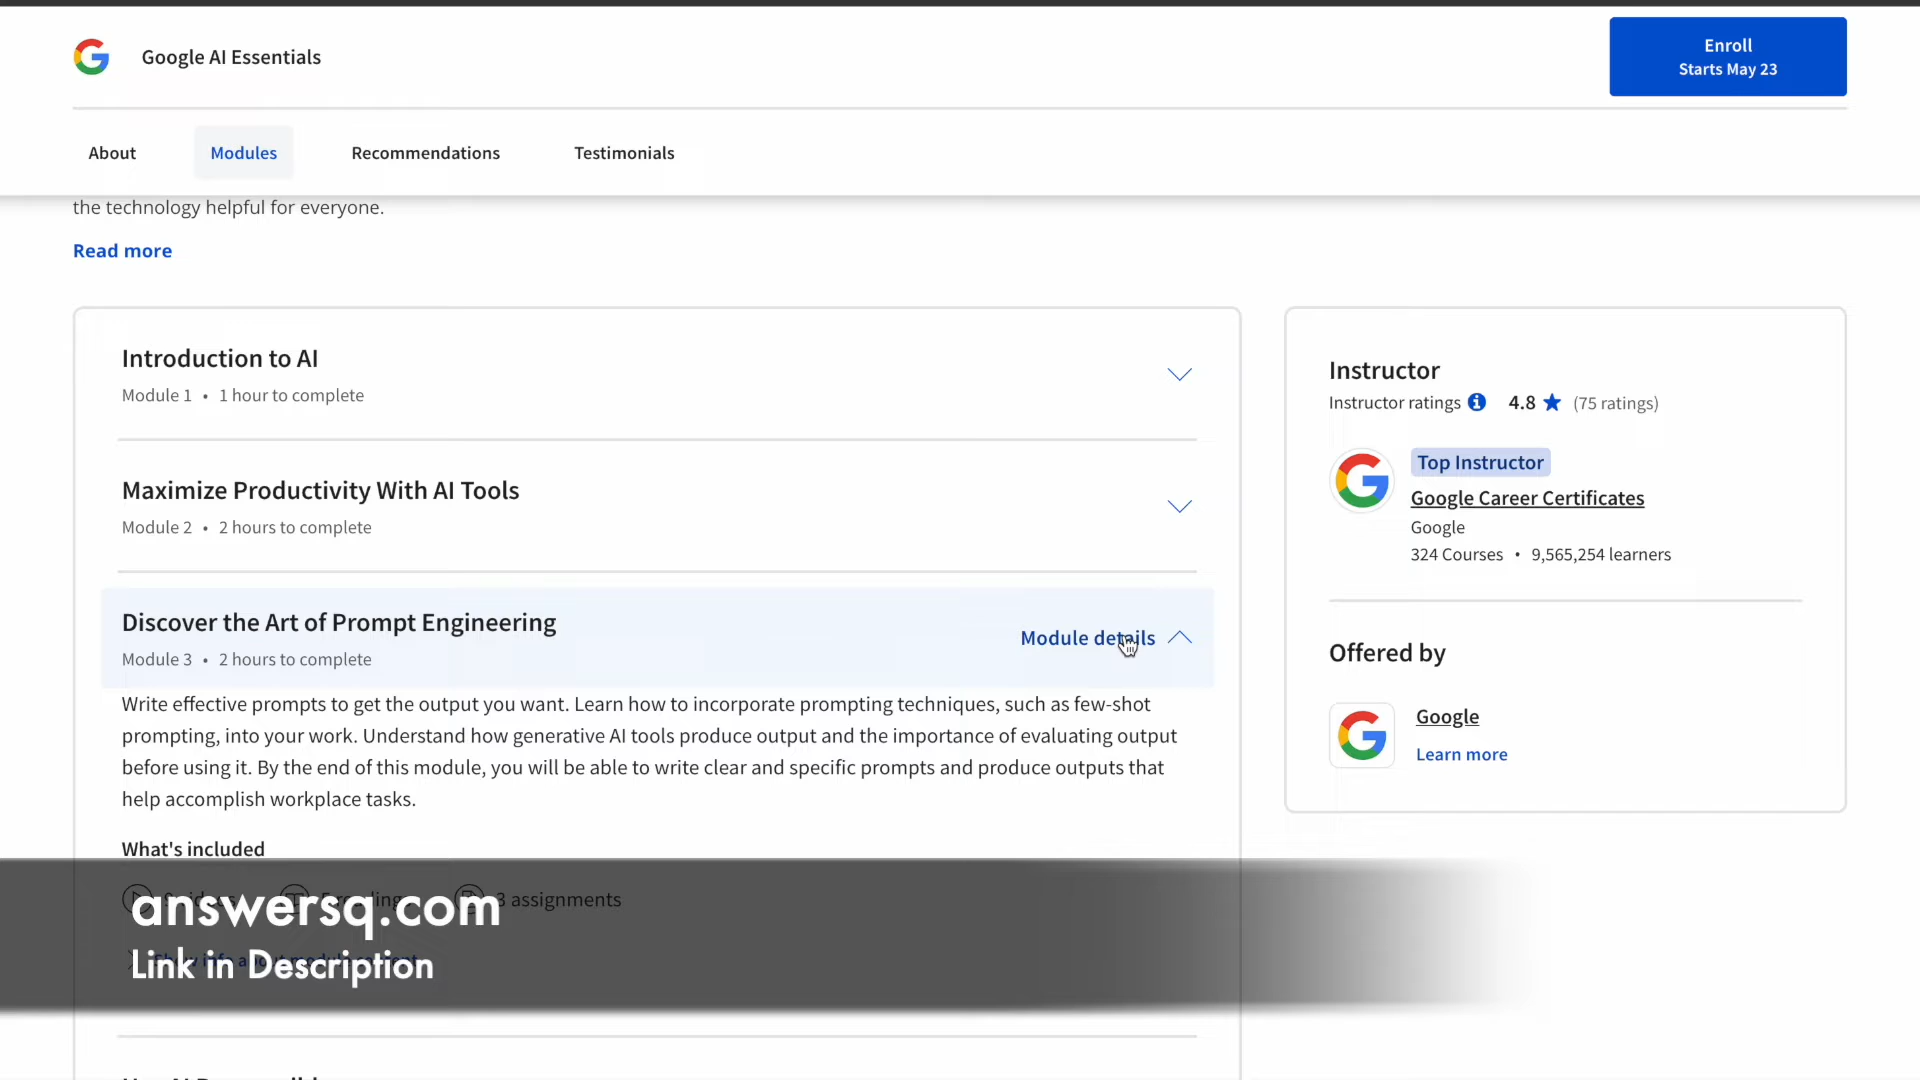 Google AI Essentials
Enroll
Starts May 23
About
Modules
Recommendations
Testimonials
the technology helpful for everyone.
Read more
Introduction to AI
Module 1 • 1 hour to complete
Maximize Productivity With AI Tools
Module 2 • 2 hours to complete
Discover the Art of Prompt Engineering
Module 3 • 2 hours to complete
Module details
Write effective prompts to get the output you want. Learn how to incorporate prompting techniques, such as few-shot
prompting, into your work. Understand how generative AI tools produce output and the importance of evaluating output
before using it. By the end of this module, you will be able to write clear and specific prompts and produce outputs that
help accomplish workplace tasks.
What's included
3 assignments
answersq.com
Link in Description
Instructor
Instructor ratings 4.8 (75 ratings)
Top Instructor
Google Career Certificates
Google
324 Courses • 9,565,254 learners
Offered by
Google
Learn more